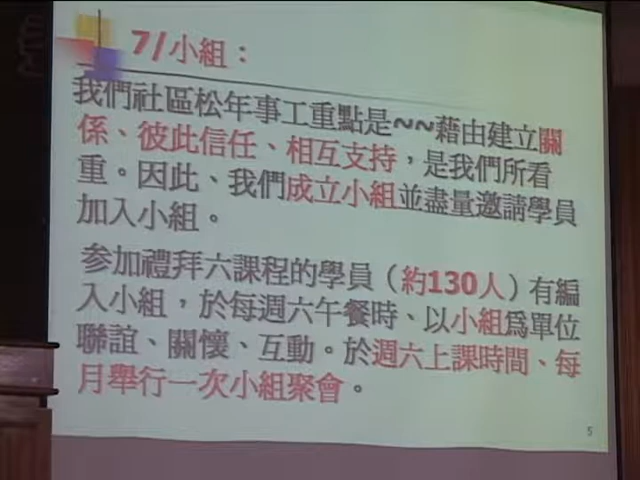 7/小組：
我們社區松年事工重點是~~藉由建立關
係、彼此信任、相互支持，是我們所看
重。因此、我們成立小組並盡量邀請學員
加入小組。
參加禮拜六課程的學員（約130人）有編
入小組，於每週六午餐時、以小組為單位
聯誼、關懷、互動。於週六上課時間、每
月舉行一次小組聚會。
5